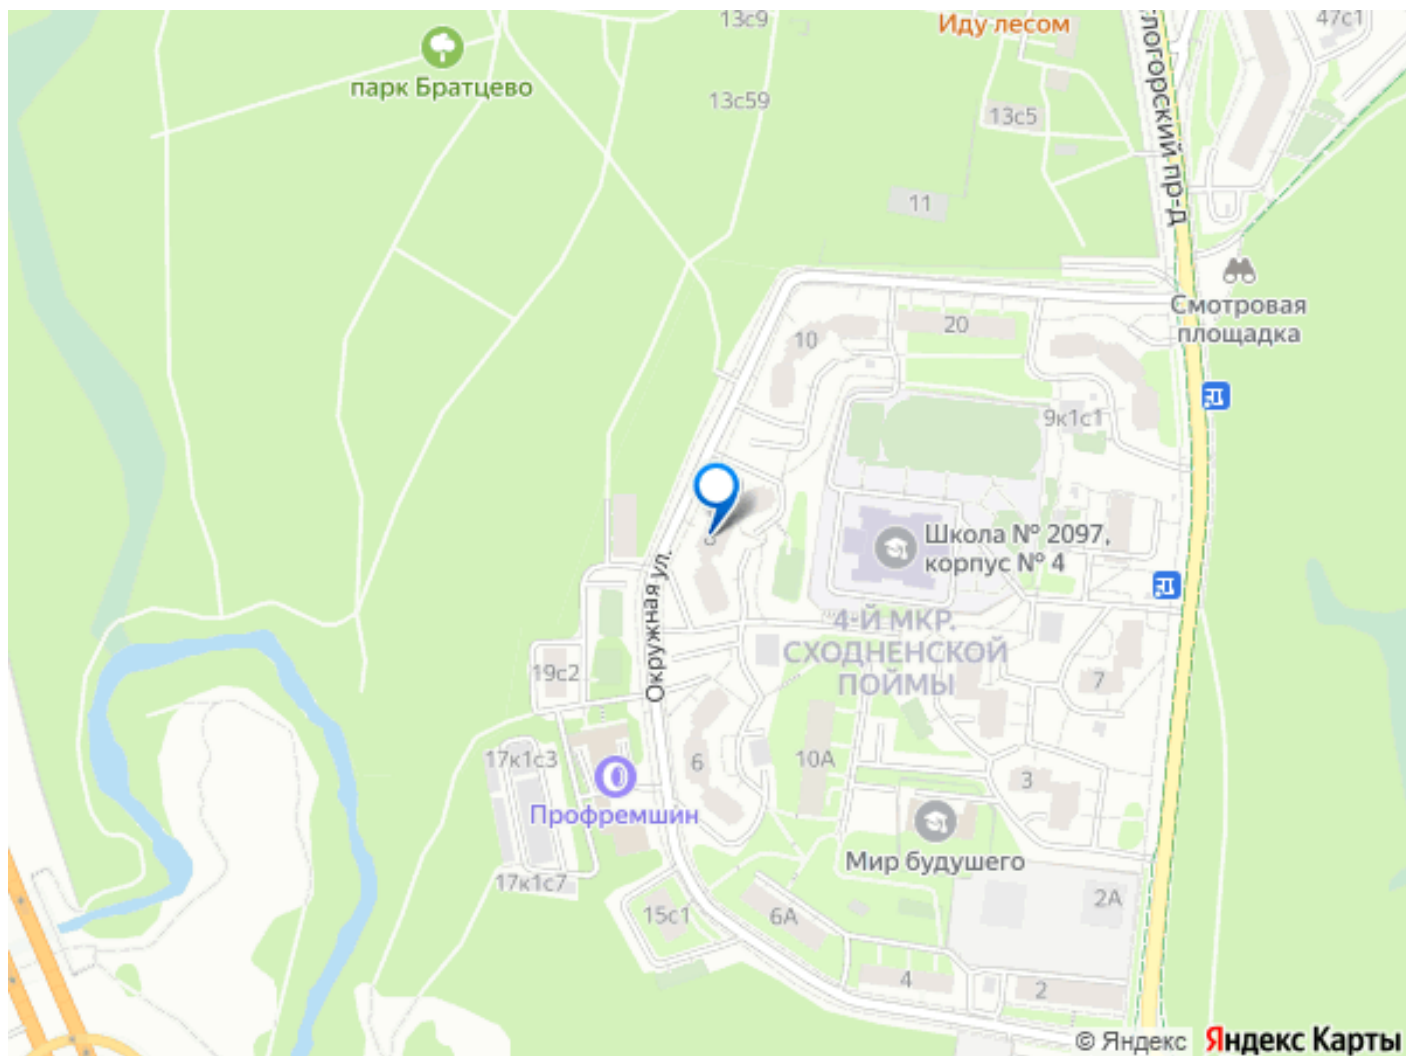 13с9
Иду лесом
47с1
парк Братцево
13с59
13с5
логорский пр-д
11
Смотровая
площадка
20
10
9к1с1
8
Школа № 2097,
корпус № 4
Окружная ул.
4-Й МКР.
СХОДНЕНСКОЙ
ПОЙМЫ
19с2
7
17к1с3
6
10А
3
Профремшин
Мир будушего
17к1с7
2А
15с1
6А
4
2
© Яндекс
Яндекс Карты